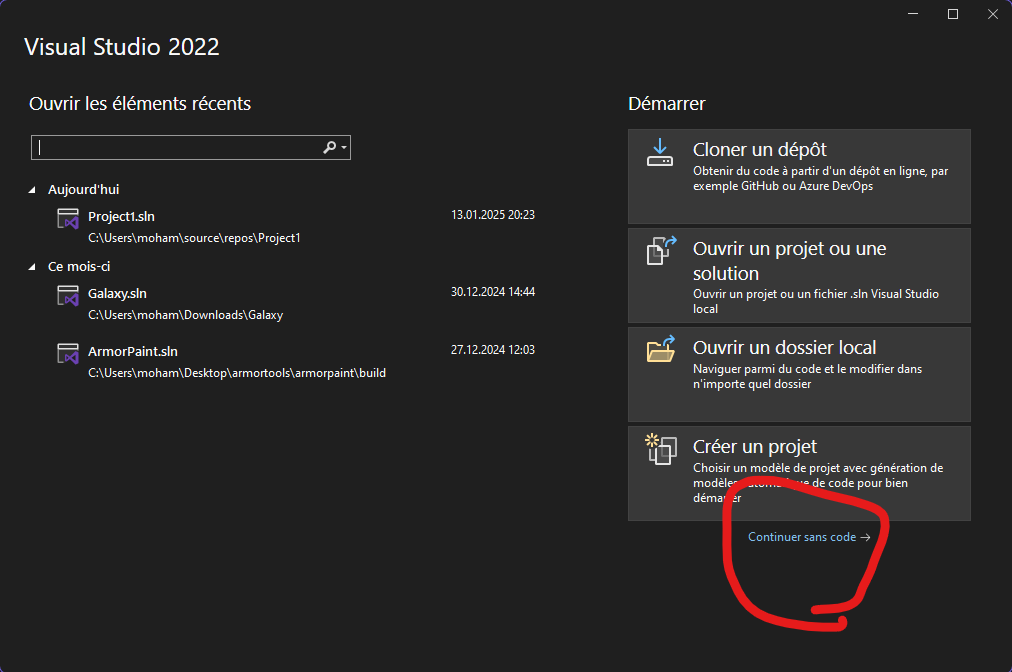 Visual Studio 2022
Ouvrir les éléments récents
Aujourd'hui
Project1.sln
13.01.2025 20:23
C:\Users\moham\source\repos\Project1
Ce mois-ci
Galaxy.sln
30.12.2024 14:44
C:\Users\moham\Downloads\Galaxy
ArmorPaint.sln
27.12.2024 12:03
C:\Users\moham\Desktop\armortools\armorpaint\build
Démarrer
Cloner un dépôt
Obtenir du code à partir d'un dépôt en ligne, par
exemple GitHub ou Azure DevOps
Ouvrir un projet ou une
solution
Ouvrir un projet ou un fichier .sln Visual Studio
local
Ouvrir un dossier local
Naviguer parmi du code et le modifier dans
n'importe quel dossier
Créer un projet
Choisir un modèle de projet avec génération de
modèles automatique de code pour bien
démarrer
Continuer sans code →